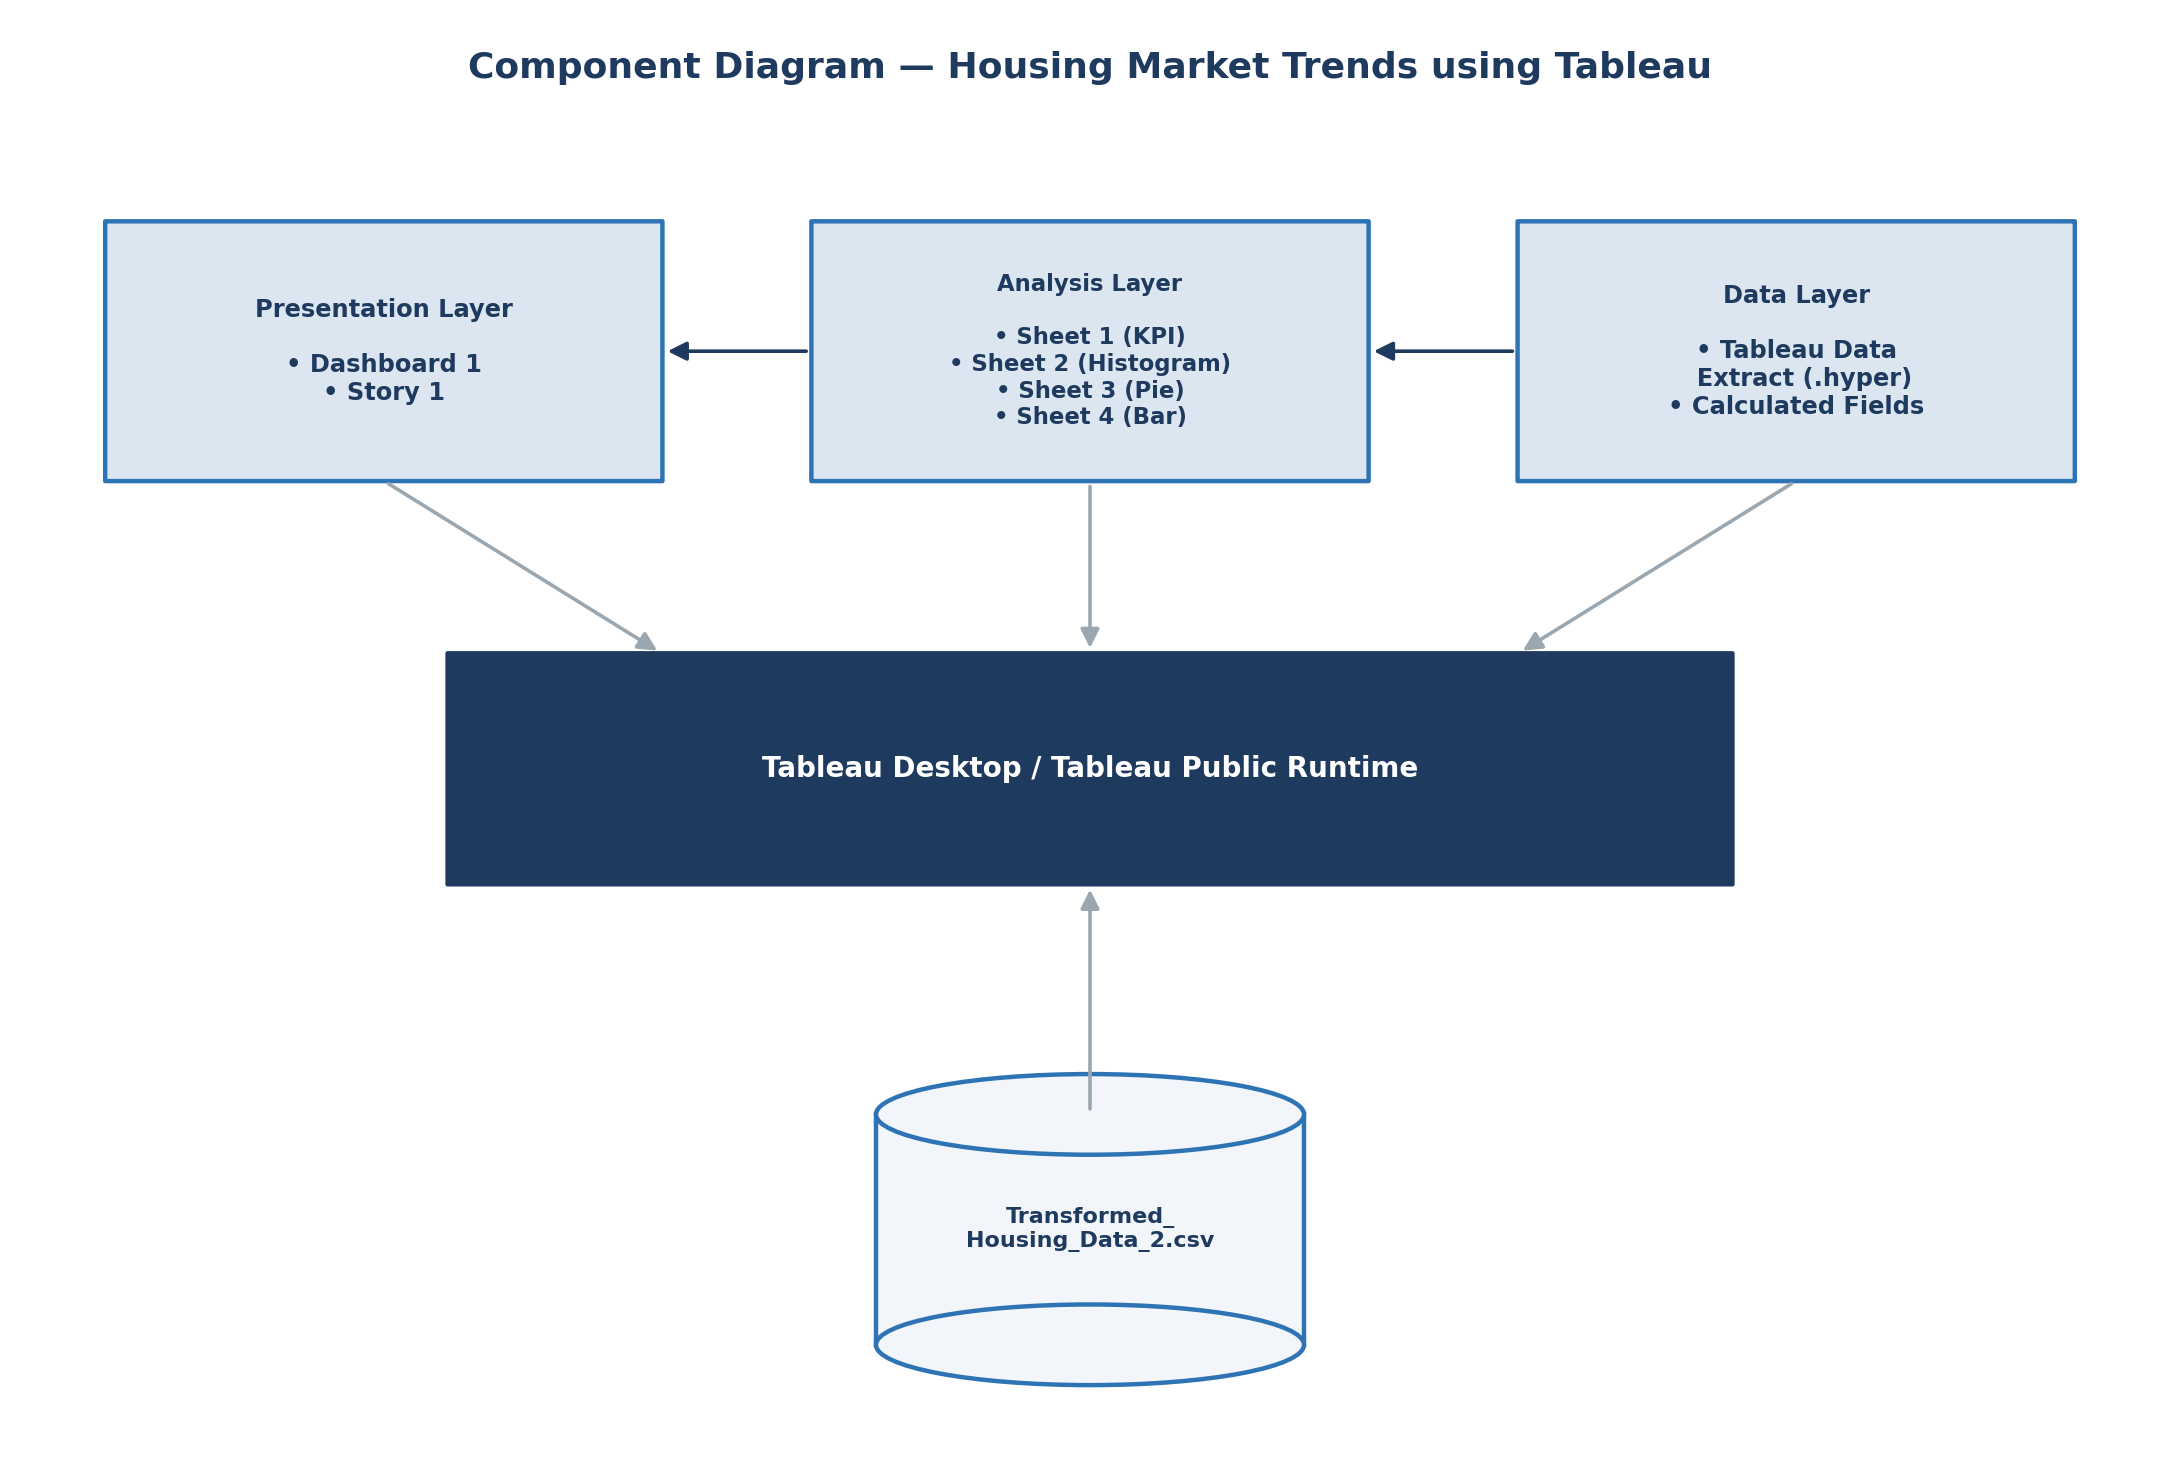 Component Diagram — Housing Market Trends using Tableau
Presentation Layer
• Dashboard 1
• Story 1
Analysis Layer
• Sheet 1 (KPI)
• Sheet 2 (Histogram)
• Sheet 3 (Pie)
• Sheet 4 (Bar)
Data Layer
• Tableau Data
Extract (.hyper)
• Calculated Fields
Tableau Desktop / Tableau Public Runtime
Transformed_
Housing_Data_2.csv